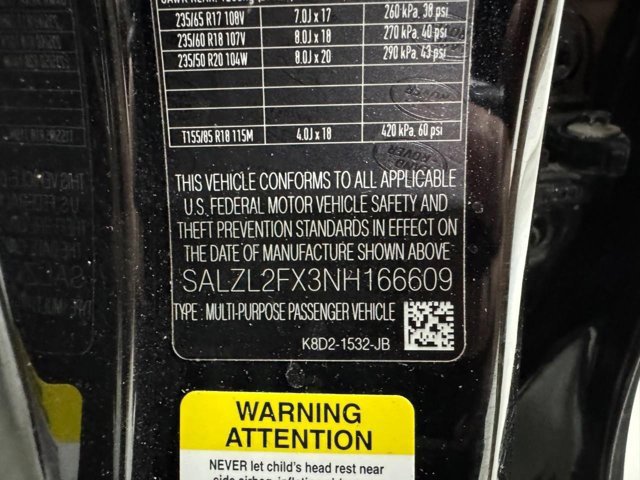 235/65 R17 108V 7.0J x 17 260 kPa, 38 psi
235/60 R18 107V 8.0J x 18 270 kPa, 40 psi
235/50 R20 104W 8.0J x 20 290 kPa, 43 psi
T155/85 R18 115M 4.0J x 18 420 kPa, 60 psi
THIS VEHICLE CONFORMS TO ALL APPLICABLE
U.S. FEDERAL MOTOR VEHICLE SAFETY AND
THEFT PREVENTION STANDARDS IN EFFECT ON
THE DATE OF MANUFACTURE SHOWN ABOVE
SALZL2FX3NH166609
TYPE : MULTI-PURPOSE PASSENGER VEHICLE
K8D2-1532-JB
WARNING
ATTENTION
NEVER let child's head rest near